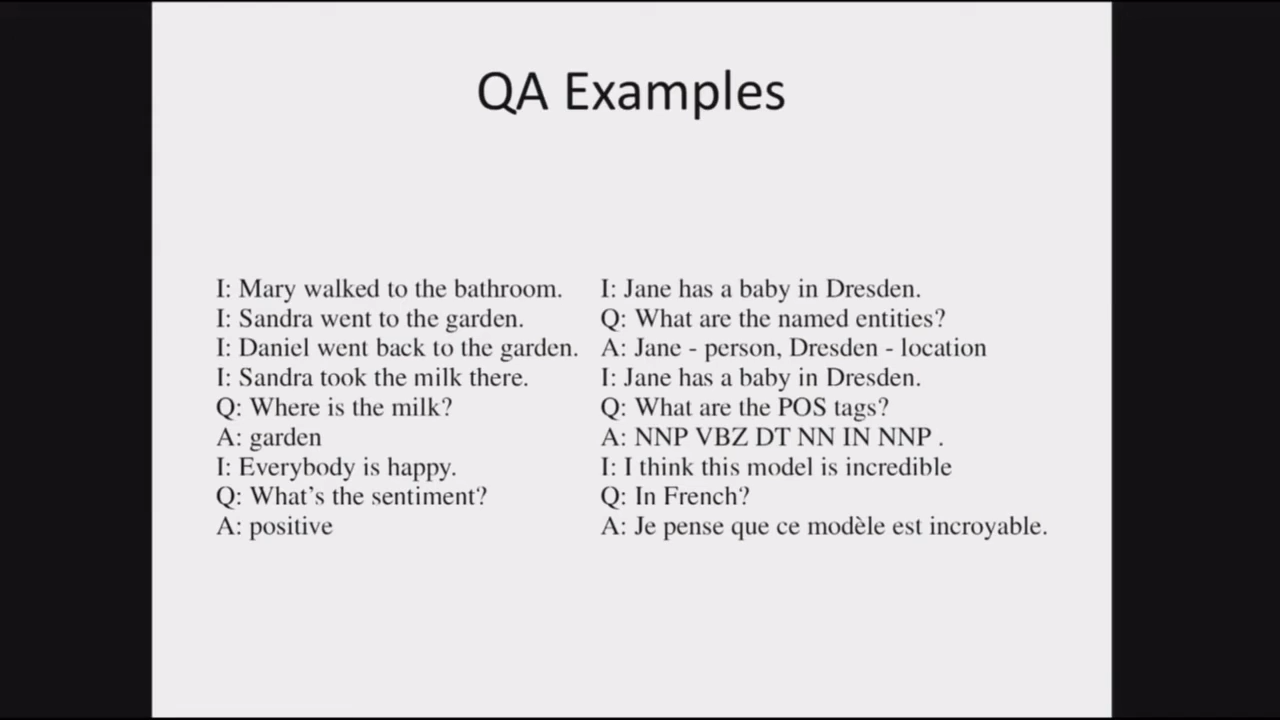 QA Examples
I: Mary walked to the bathroom.
I: Sandra went to the garden.
I: Daniel went back to the garden.
I: Sandra took the milk there.
Q: Where is the milk?
A: garden
I: Everybody is happy.
Q: What’s the sentiment?
A: positive
I: Jane has a baby in Dresden.
Q: What are the named entities?
A: Jane - person, Dresden - location
I: Jane has a baby in Dresden.
Q: What are the POS tags?
A: NNP VBZ DT NN IN NNP .
I: I think this model is incredible
Q: In French?
A: Je pense que ce modèle est incroyable.